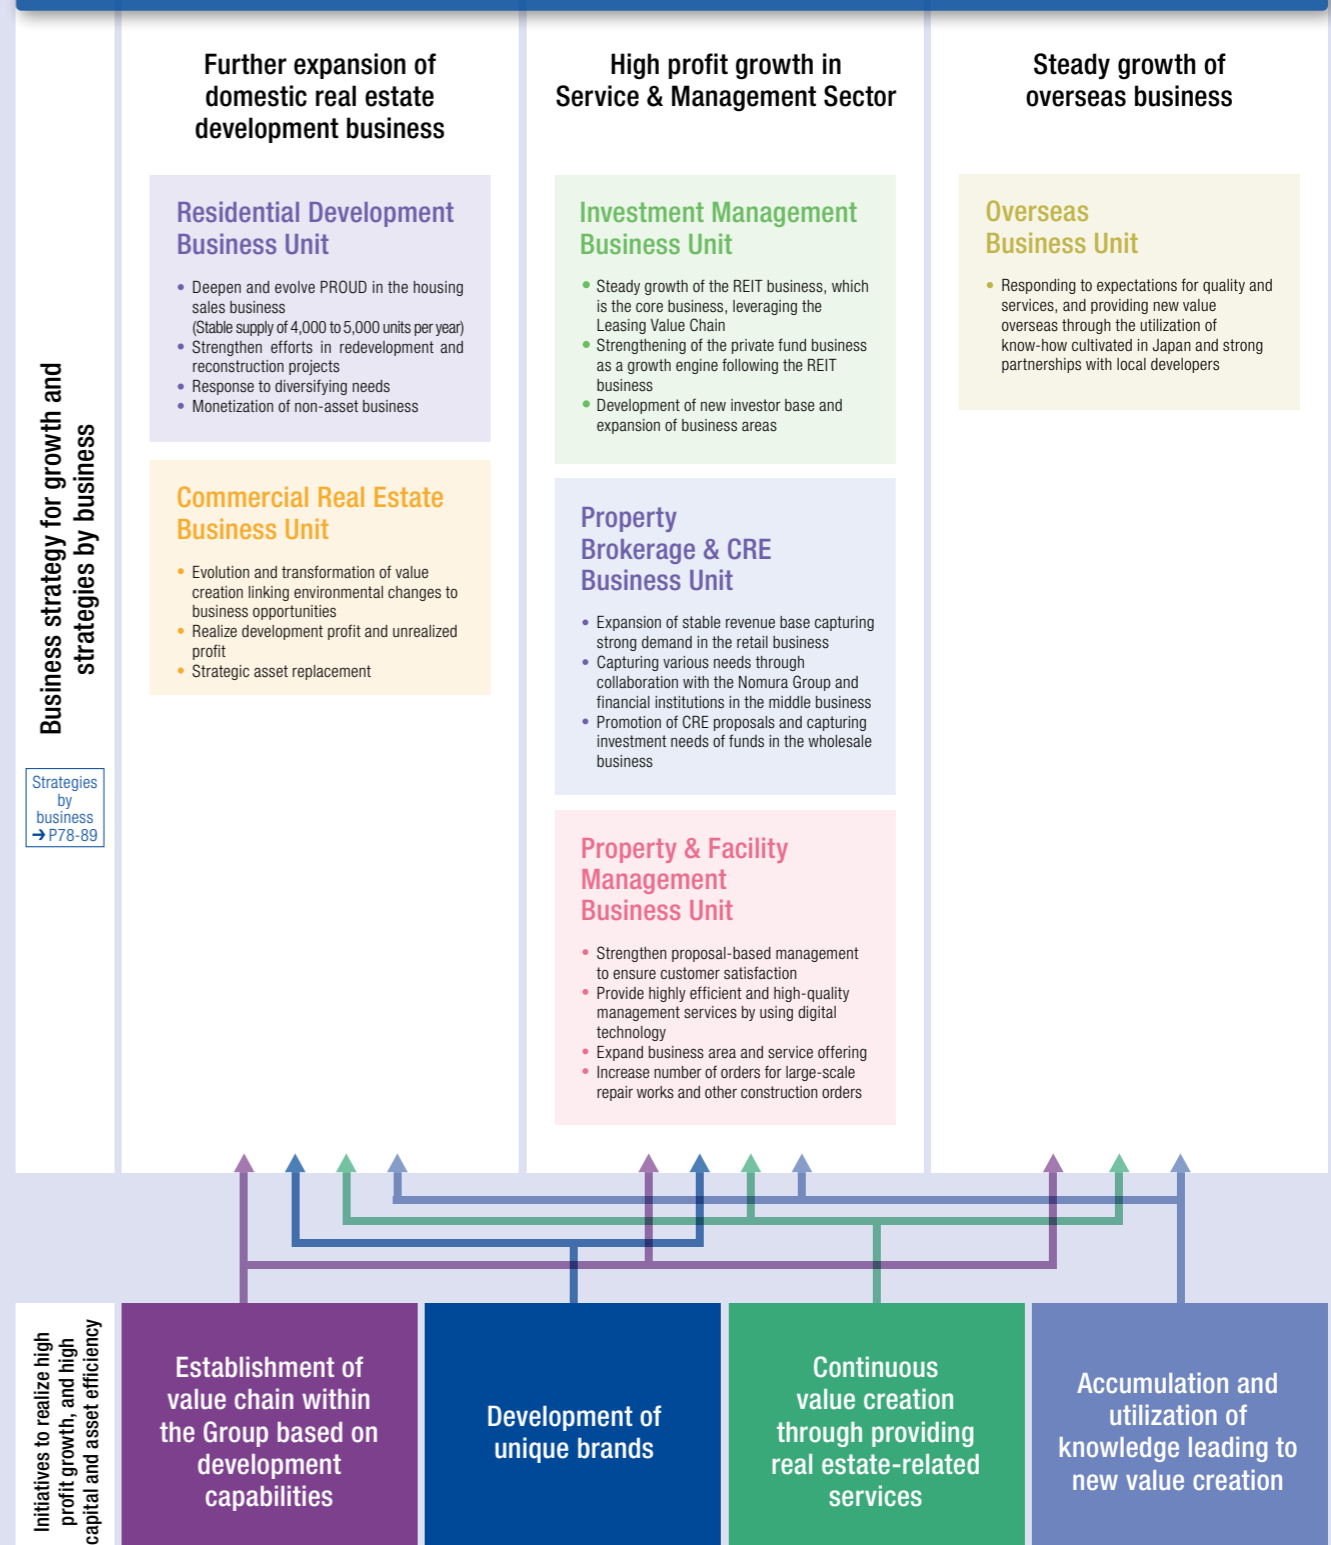 Business strategy for growth and
strategies by business
Strategies
by
business
➔ P78-89
Further expansion of
domestic real estate
development business
Residential Development
Business Unit
• Deepen and evolve PROUD in the housing
sales business
(Stable supply of 4,000 to 5,000 units per year)
• Strengthen efforts in redevelopment and
reconstruction projects
• Response to diversifying needs
• Monetization of non-asset business
Commercial Real Estate
Business Unit
• Evolution and transformation of value
creation linking environmental changes to
business opportunities
• Realize development profit and unrealized
profit
• Strategic asset replacement
High profit growth in
Service & Management Sector
Investment Management
Business Unit
• Steady growth of the REIT business, which
is the core business, leveraging the
Leasing Value Chain
• Strengthening of the private fund business
as a growth engine following the REIT
business
• Development of new investor base and
expansion of business areas
Property
Brokerage & CRE
Business Unit
• Expansion of stable revenue base capturing
strong demand in the retail business
• Capturing various needs through
collaboration with the Nomura Group and
financial institutions in the middle business
• Promotion of CRE proposals and capturing
investment needs of funds in the wholesale
business
Property & Facility
Management
Business Unit
• Strengthen proposal-based management
to ensure customer satisfaction
• Provide highly efficient and high-quality
management services by using digital
technology
• Expand business area and service offering
• Increase number of orders for large-scale
repair works and other construction orders
Steady growth of
overseas business
Overseas
Business Unit
• Responding to expectations for quality and
services, and providing new value
overseas through the utilization of
know-how cultivated in Japan and strong
partnerships with local developers
Initiatives to realize high
profit growth, and high
capital and asset efficiency
Establishment of
value chain within
the Group based on
development
capabilities
Development of
unique brands
Continuous
value creation
through providing
real estate-related
services
Accumulation and
utilization of
knowledge leading to
new value creation